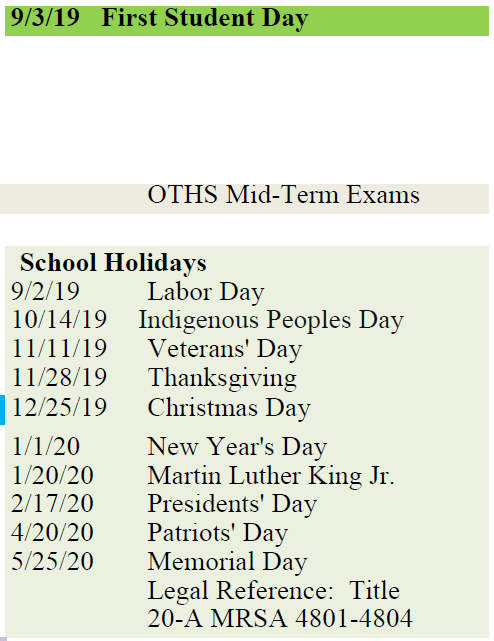 9/3/19 First Student Day
OTHS Mid-Term Exams
School Holidays
9/2/19 Labor Day
10/14/19 Indigenous Peoples Day
11/11/19 Veterans' Day
11/28/19 Thanksgiving
12/25/19 Christmas Day
1/1/20 New Year's Day
1/20/20 Martin Luther King Jr.
2/17/20 Presidents' Day
4/20/20 Patriots' Day
5/25/20 Memorial Day
Legal Reference: Title
20-A MRSA 4801-4804